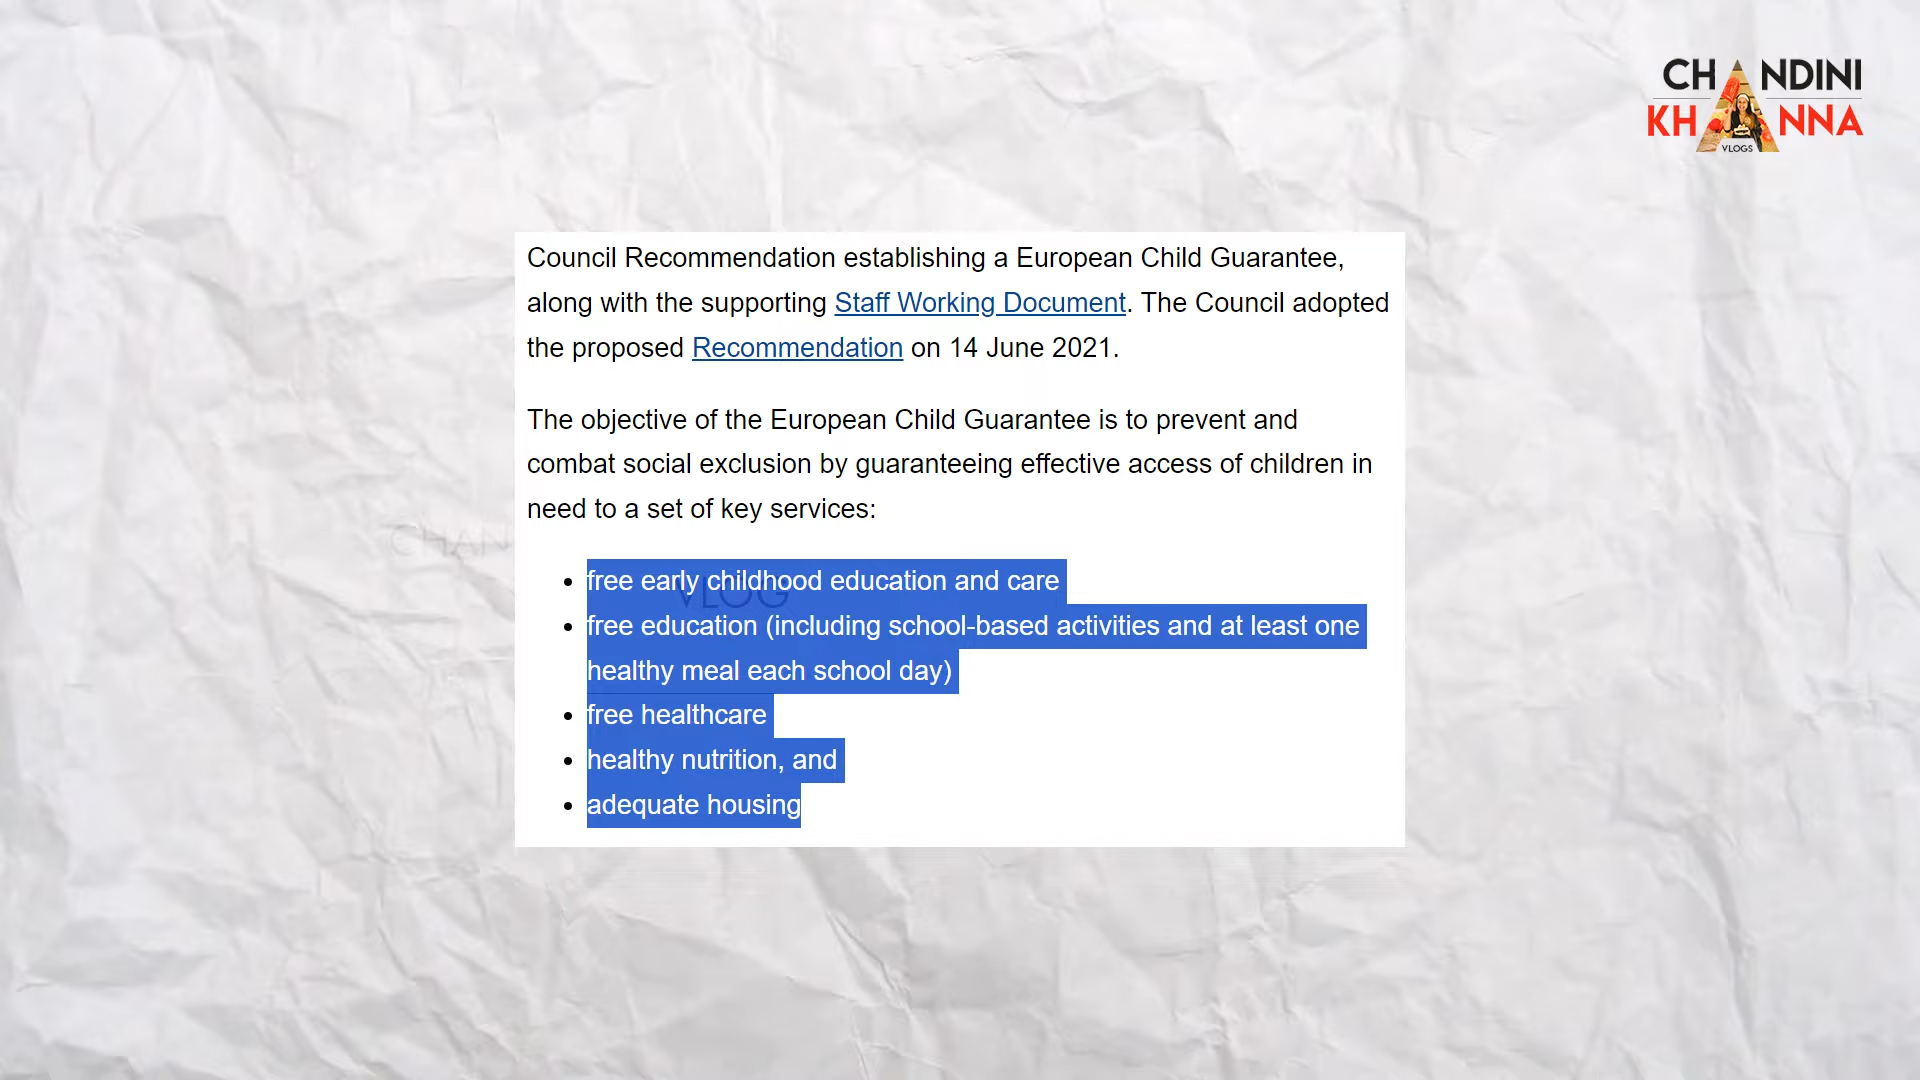 CHANDINI
KHANNA
VLOGS
Council Recommendation establishing a European Child Guarantee,
along with the supporting Staff Working Document. The Council adopted
the proposed Recommendation on 14 June 2021.
The objective of the European Child Guarantee is to prevent and
combat social exclusion by guaranteeing effective access of children in
need to a set of key services:
CHAN
• free early childhood education and care
VLOG
• free education (including school-based activities and at least one
healthy meal each school day)
• free healthcare
• healthy nutrition, and
• adequate housing